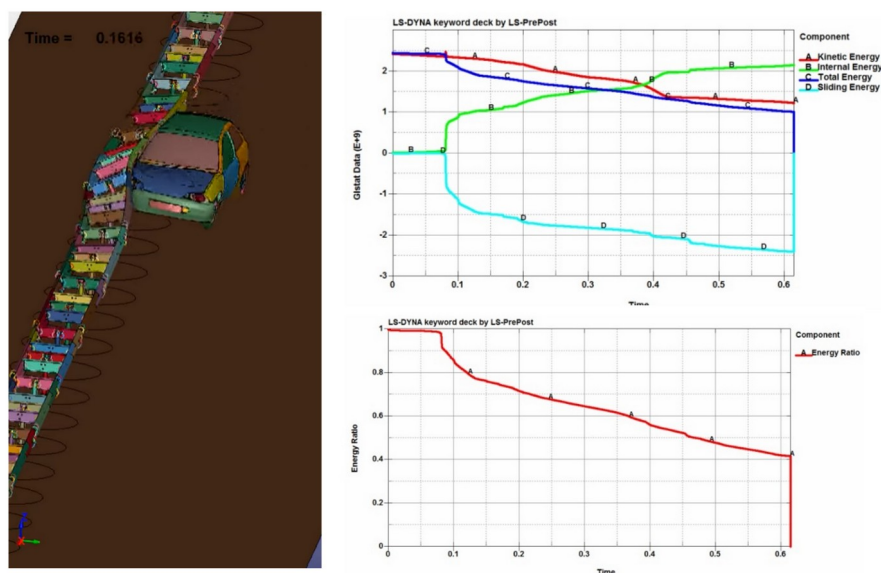 Time = 0.1616
LS-DYNA keyword deck by LS-PrePost
Component
A Kinetic Energy
B Internal Energy
C Total Energy
D Sliding Energy
Glstat Data (E+9)
2
1
0
-1
-2
-3
0
0.1
0.2
0.3
0.4
0.5
0.6
Time
LS-DYNA keyword deck by LS-PrePost
Component
A Energy Ratio
Energy Ratio
1
0.8
0.6
0.4
0.2
0
0
0.1
0.2
0.3
0.4
0.5
0.6
Time